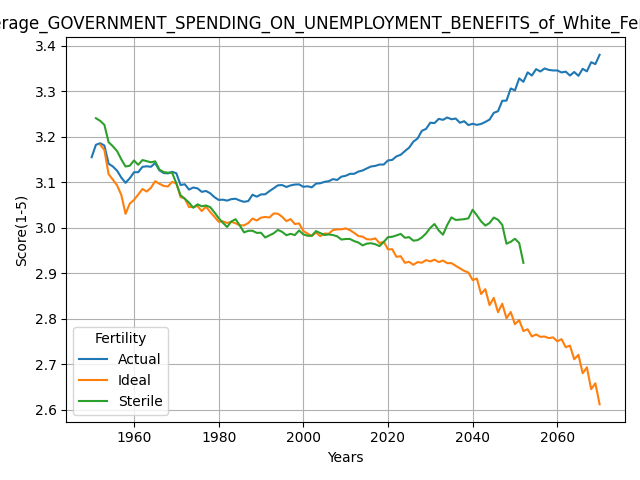 erage_GOVERNMENT_SPENDING_ON_UNEMPLOYMENT_BENEFITS_of_White_Fe
3.4
3.3
3.2
3.1
3.0
2.9
2.8
2.7
2.6
Score(1-5)
Fertility
Actual
Ideal
Sterile
1960 1980 2000 2020 2040 2060
Years